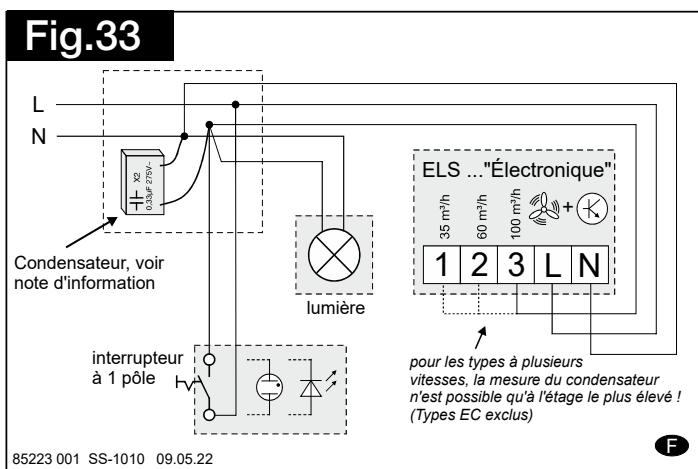 Fig.33
L
N
X2
0,33µF 275V~
Condensateur, voir
note d'information
lumière
interrupteur
à 1 pôle
ELS ..."Électronique"
35 m³/h
60 m³/h
100 m³/h
+
1 2 3 L N
pour les types à plusieurs
vitesses, la mesure du condensateur
n'est possible qu'à l'étage le plus élevé !
(Types EC exclus)
85223 001 SS-1010 09.05.22
F